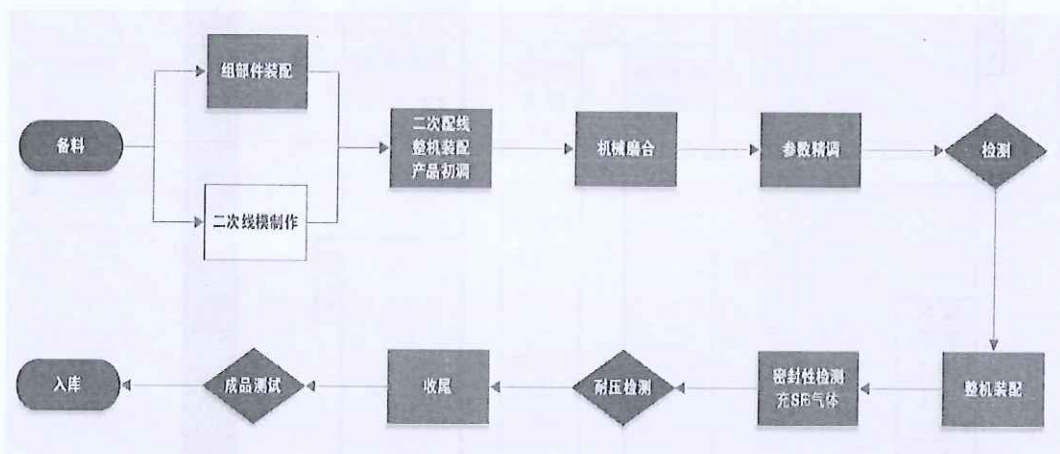 备料
组部件装配
二次线模制作
二次配线
整机装配
产品初调
机械磨合
参数精调
检测
整机装配
密封性检测
充SF6气体
耐压检测
收尾
成品测试
入库